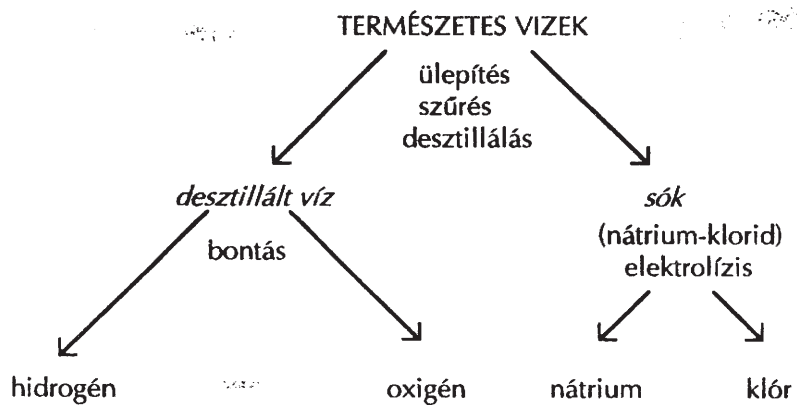 TERMÉSZETES VIZEK
ülepítés
szűrés
desztillálás
desztillált víz
sók
(nátrium-klorid)
bontás
elektrolízis
hidrogén
oxigén
nátrium
klór